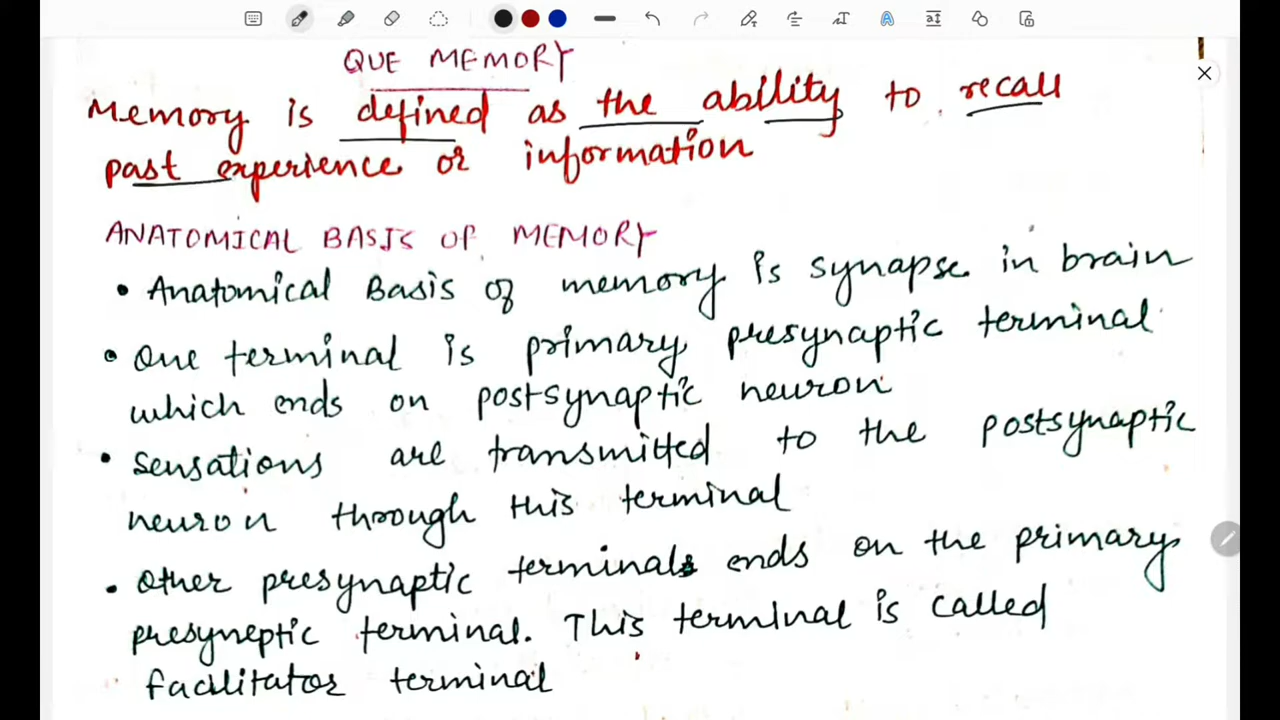 QUE MEMORY
Memory is defined as the ability to recall
past experience or information
ANATOMICAL BASIS OF MEMORY
• Anatomical Basis of memory is synapse in brain
• One terminal is primary presynaptic terminal
which ends on postsynaptic neuron
• Sensations are transmitted to the postsynaptic
neuron through this terminal
• Other presynaptic terminals ends on the primary
presyneptic terminal. This terminal is called
facilitator terminal